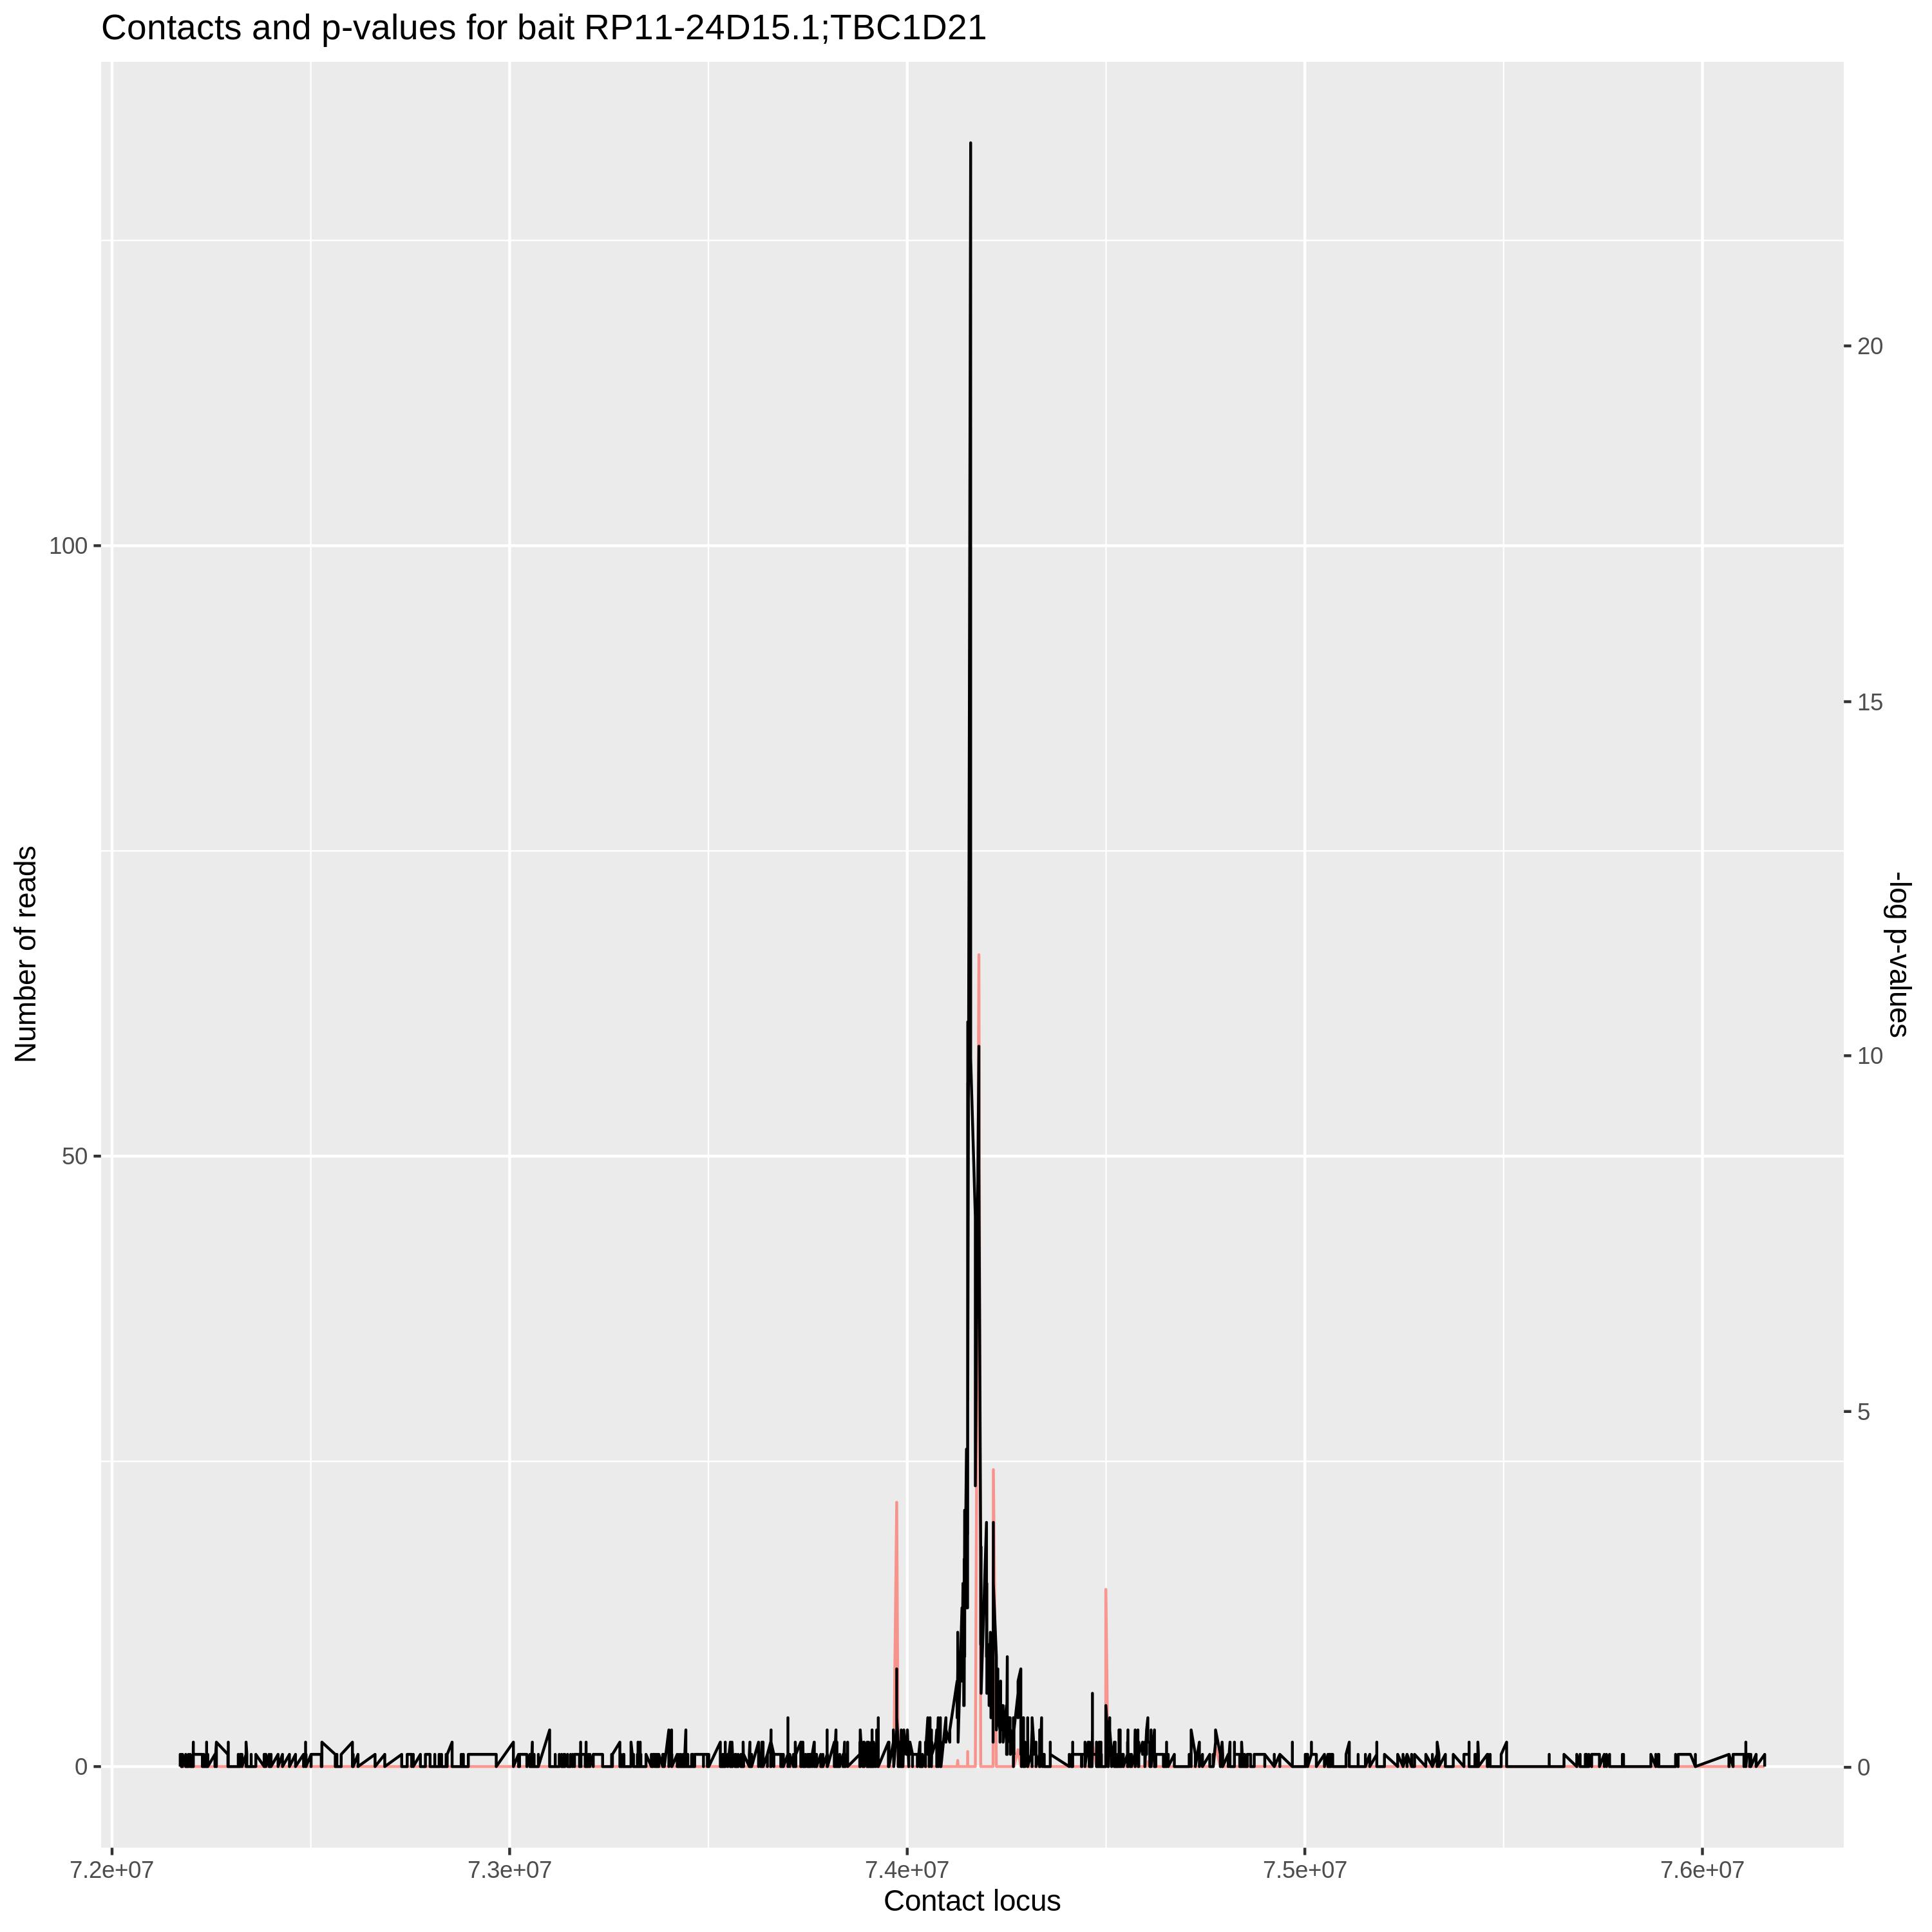 Contacts and p-values for bait RP11-24D15.1;TBC1D21
Number of reads
100
50
0
20
15
10
5
0
-log p-values
7.2e+07
7.3e+07
7.4e+07
7.5e+07
7.6e+07
Contact locus